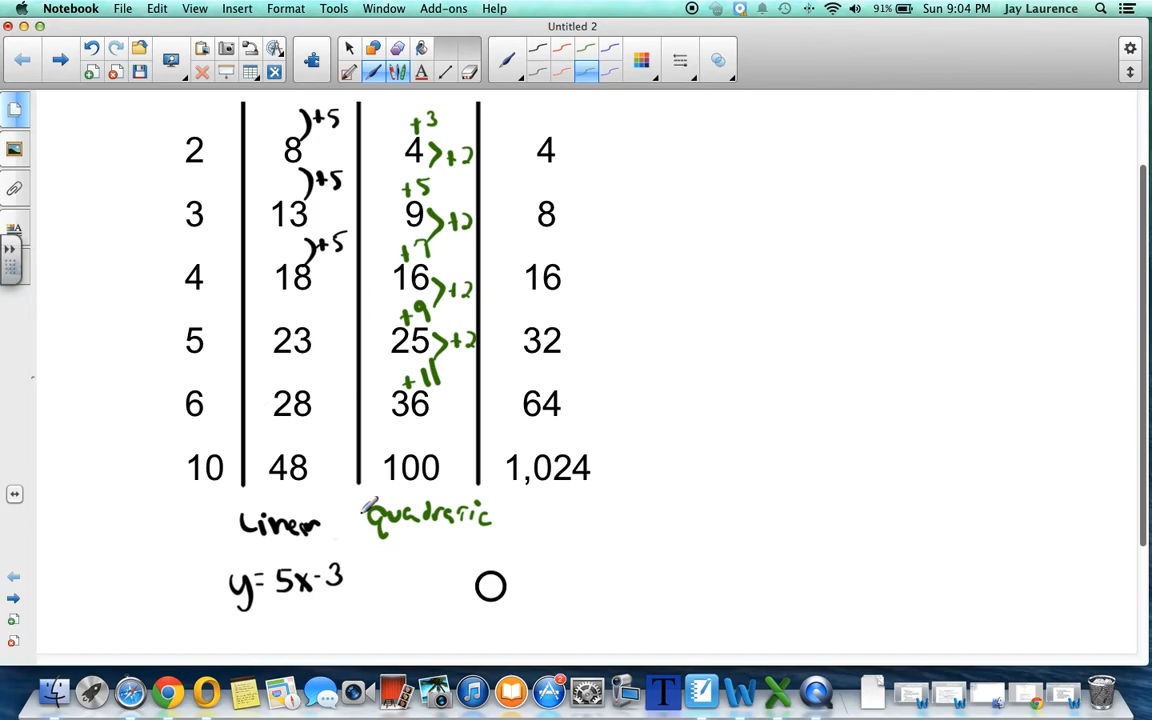 Notebook File Edit View Insert Format Tools Window Add-ons Help 91% Sun 9:04 PM Jay Laurence
Untitled 2
)+5 +3
2 8 4 >+2 4
)+5 +5
3 13 9 >+2 8
)+5 +7
4 18 16 >+2 16
+9
5 23 25 >+2 32
+11
6 28 36 64
10 48 100 1,024
Linear quadratic
y= 5x-3